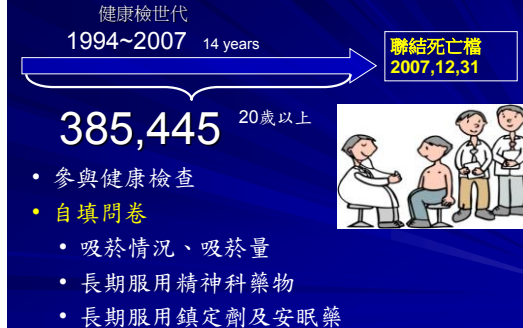 健康檢世代
1994~2007 14 years
聯結死亡檔
2007,12,31
385,445 20歲以上
• 參與健康檢查
• 自填問卷
• 吸菸情況、吸菸量
• 長期服用精神科藥物
• 長期服用鎮定劑及安眠藥